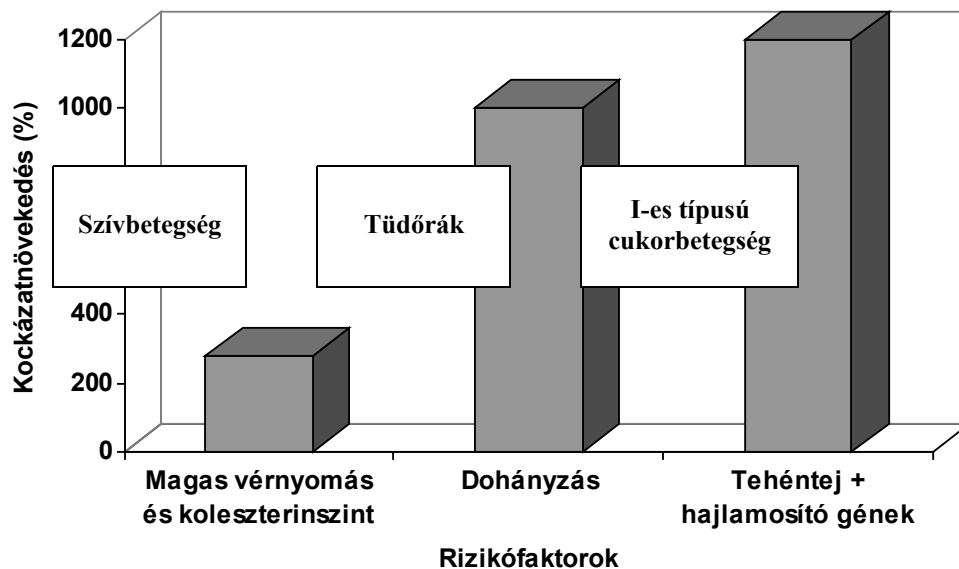 Kockázatnövekedés (%)
1200
1000
400
200
0
Szívbetegség
Tüdőrák
I-es típusú
cukorbetegség
Magas vérnyomás
és koleszterinszint
Dohányzás
Tehéntej +
hajlamosító gének
Rizikófaktorok